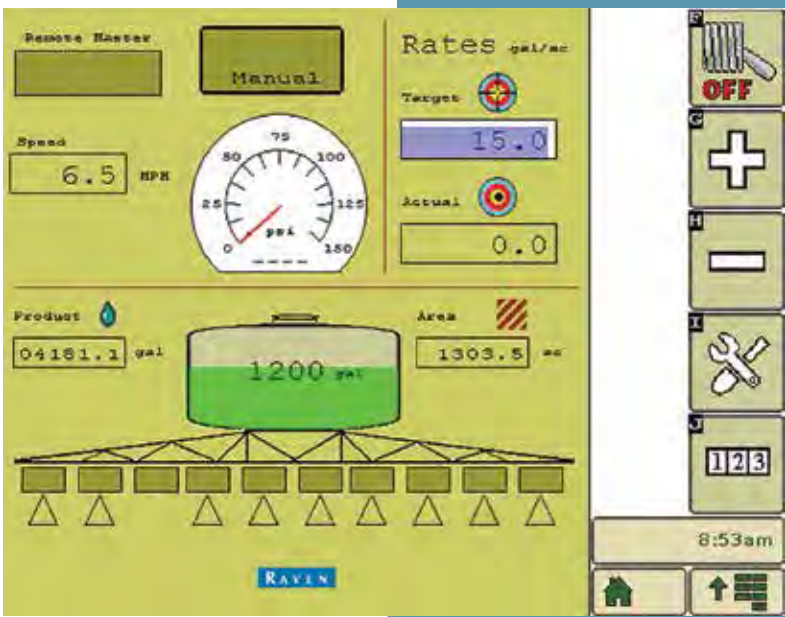 Remote Master
Manual
Speed
6.5 MPH
75
50 100
25 125
psi
0 150
----
Rates gal/ac
Target
15.0
Actual
0.0
Product
04181.1 gal
1200 gal
Area
1303.5 ac
RAVEN
F
OFF
G
H
I
J
123
8:53am